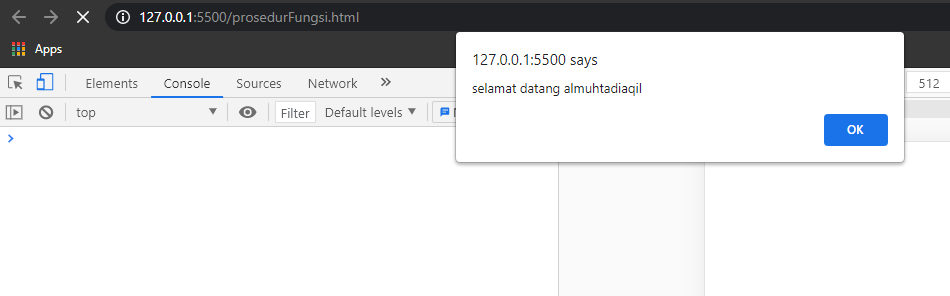 127.0.0.1:5500/prosedurFungsi.html
Apps
127.0.0.1:5500 says
selamat datang almuhtadiaqil
OK
Elements Console Sources Network »
512
top Filter Default levels